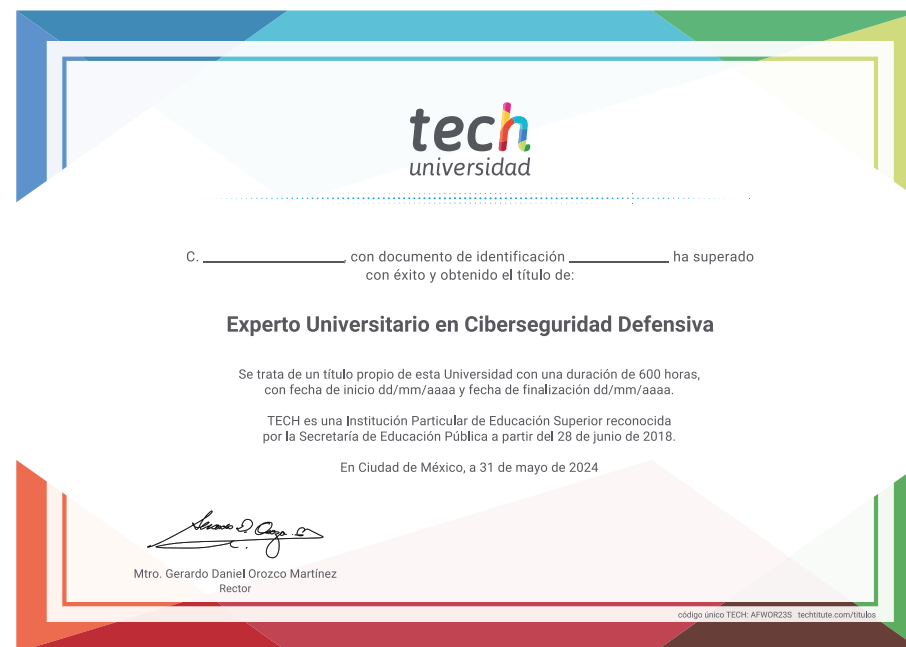 tech
universidad
C. ____________, con documento de identificación ____________ ha superado
con éxito y obtenido el título de:
Experto Universitario en Ciberseguridad Defensiva
Se trata de un título propio de esta Universidad con una duración de 600 horas,
con fecha de inicio dd/mm/aaaa y fecha de finalización dd/mm/aaaa.
TECH es una Institución Particular de Educación Superior reconocida
por la Secretaría de Educación Pública a partir del 28 de junio de 2018.
En Ciudad de México, a 31 de mayo de 2024
Mtro. Gerardo Daniel Orozco Martínez
Rector
código único TECH: AFWOR23S techtitute.com/titulos